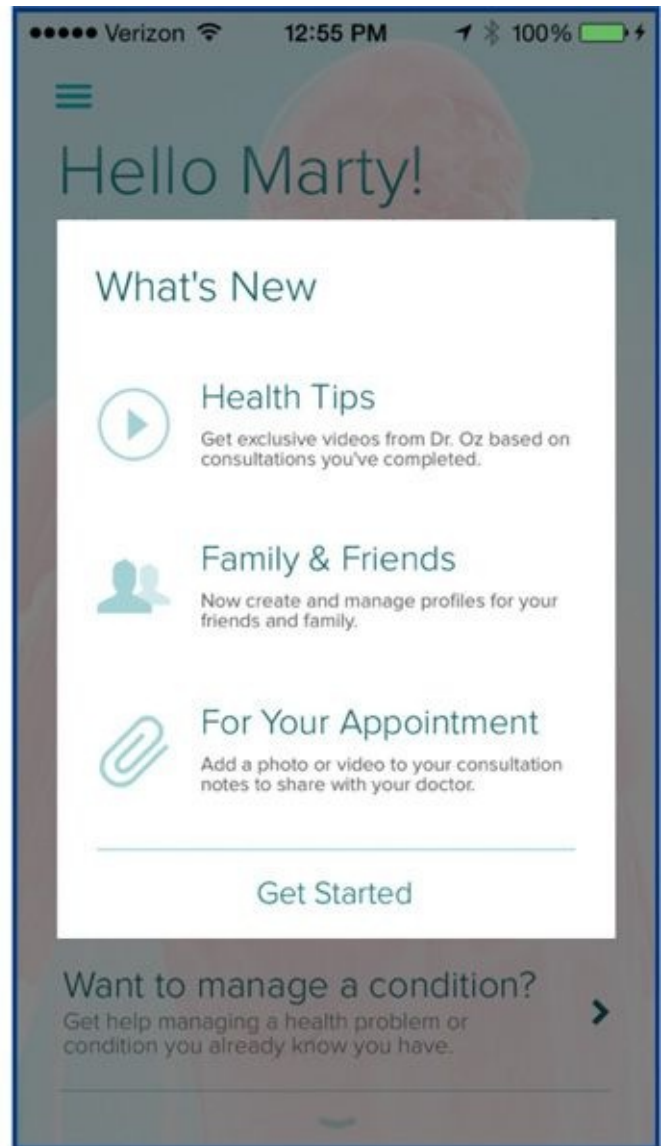 Verizon 12:55 PM 100%
Hello Marty!
What's New
Health Tips
Get exclusive videos from Dr. Oz based on
consultations you've completed.
Family & Friends
Now create and manage profiles for your
friends and family.
For Your Appointment
Add a photo or video to your consultation
notes to share with your doctor.
Get Started
Want to manage a condition?
Get help managing a health problem or
condition you already know you have.